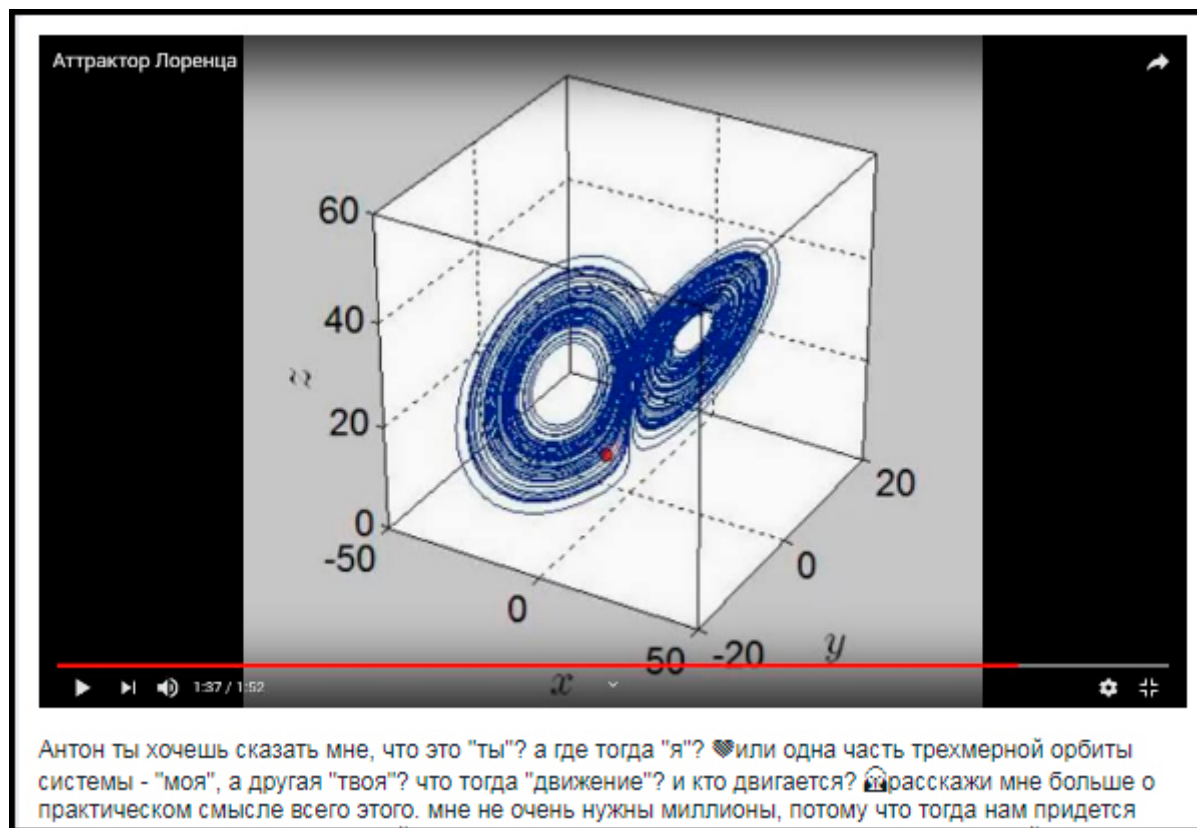 Аттрактор Лоренца
60
40
z
20
0
-50
0
50
-20
0
20
x
y
1:37 / 1:52
Антон ты хочешь сказать мне, что это "ты"? а где тогда "я"? или одна часть трехмерной орбиты
системы - "моя", а другая "твоя"? что тогда "движение"? и кто двигается? расскажи мне больше о
практическом смысле всего этого. мне не очень нужны миллионы, потому что тогда нам придется